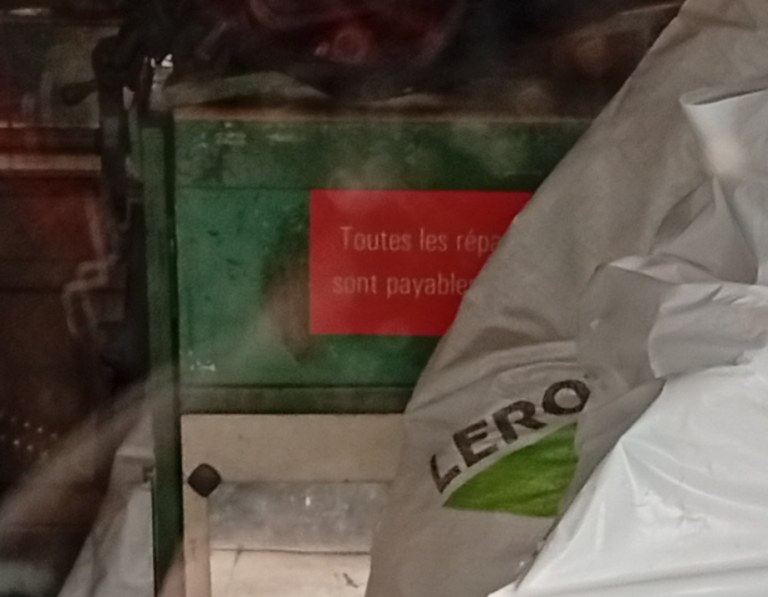 Toutes les répa
sont payable
LERO